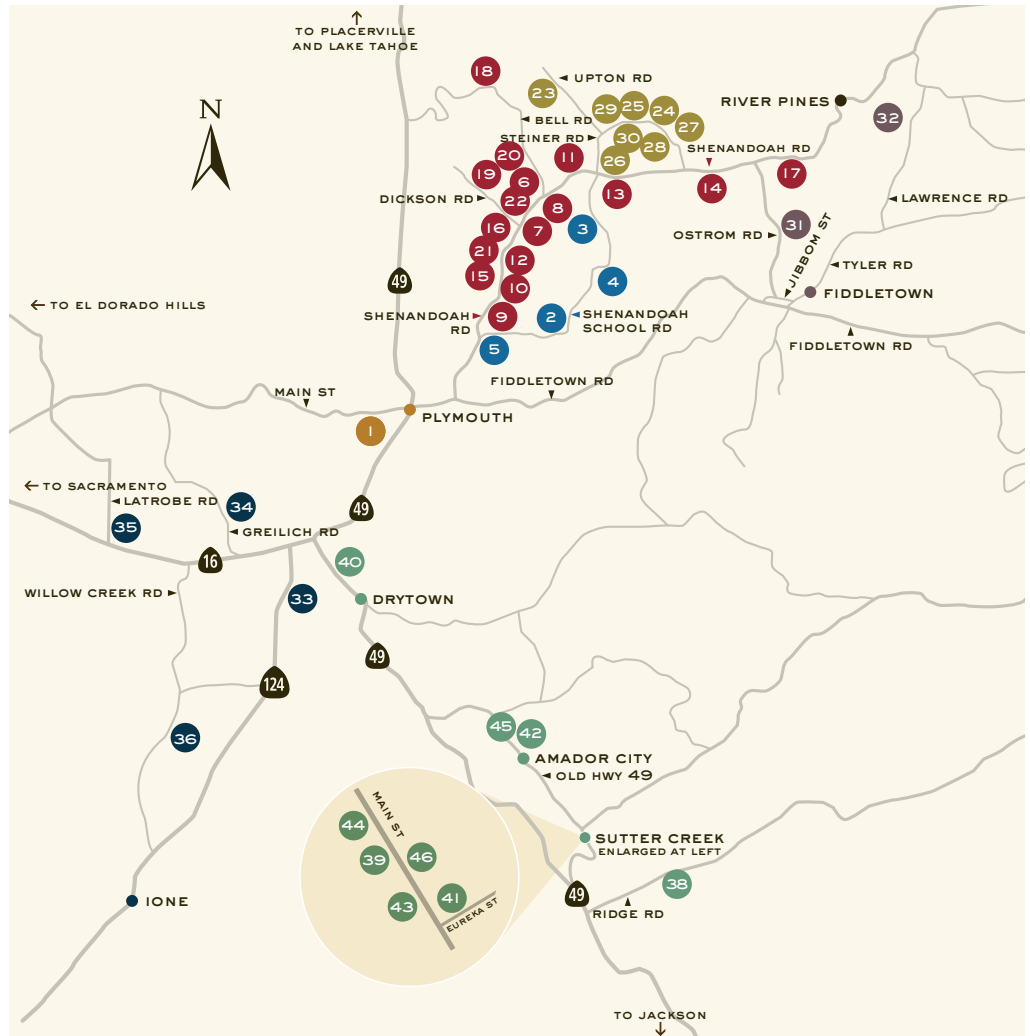 TO PLACERVILLE
AND LAKE TAHOE
18
UPTON RD
23
N
29
25
24
RIVER PINES
BELL RD
27
32
STEINER RD
30
28
SHENANDOAH RD
20
11
26
19
6
17
14
13
DICKSON RD
22
8
LAWRENCE RD
16
7
3
31
OSTROM RD
JIBBOM ST
21
12
TYLER RD
15
49
4
10
FIDDLETOWN
TO EL DORADO HILLS
SHENANDOAH
RD
9
2
SHENANDOAH
SCHOOL RD
5
FIDDLETOWN RD
FIDDLETOWN RD
MAIN ST
PLYMOUTH
1
TO SACRAMENTO
LATROBE RD
34
49
35
GREILICH RD
16
40
WILLOW CREEK RD
33
DRYTOWN
49
124
36
45
42
AMADOR CITY
OLD HWY 49
MAIN ST
44
39
46
SUTTER CREEK
ENLARGED AT LEFT
38
41
43
EUREKA ST
49
IONE
RIDGE RD
TO JACKSON